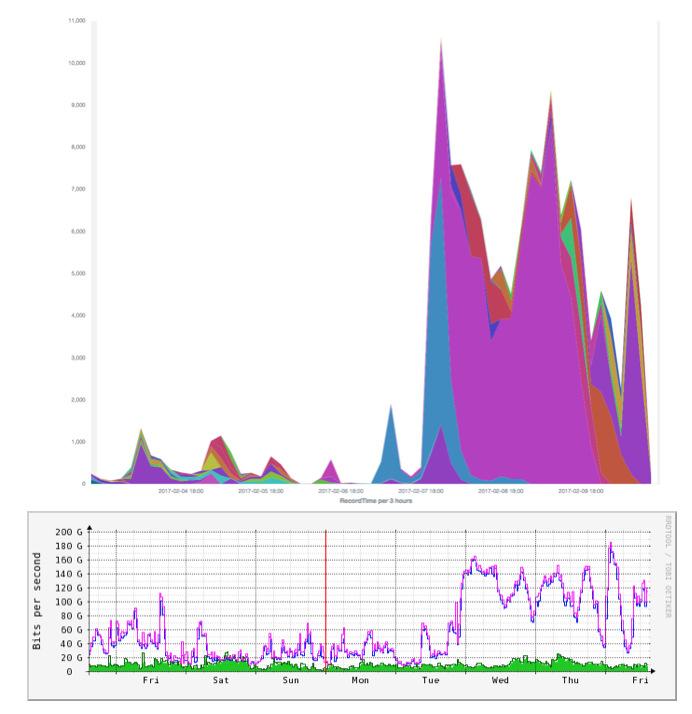 11,000
10,000
9,000
8,000
7,000
6,000
5,000
4,000
3,000
2,000
1,000
0
2017-02-04 18:00 2017-02-05 18:00 2017-02-06 18:00 2017-02-07 18:00 2017-02-08 18:00 2017-02-09 18:00
RecordTime per 3 hours
Bits per second
200 G
180 G
160 G
140 G
120 G
100 G
80 G
60 G
40 G
20 G
0
Fri Sat Sun Mon Tue Wed Thu Fri
RRDTOOL / TOBI OETIKER